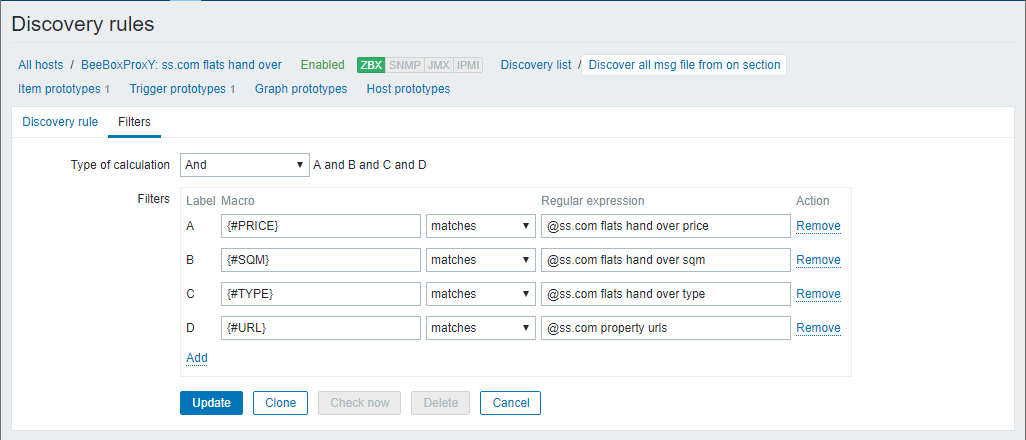 Discovery rules
All hosts / BeeBoxProxY: ss.com flats hand over Enabled ZBX SNMP JMX IPMI Discovery list / Discover all msg file from on section
Item prototypes 1 Trigger prototypes 1 Graph prototypes Host prototypes
Discovery rule Filters
Type of calculation And A and B and C and D
Filters Label Macro Regular expression Action
A {#PRICE} matches @ss.com flats hand over price Remove
B {#SQM} matches @ss.com flats hand over sqm Remove
C {#TYPE} matches @ss.com flats hand over type Remove
D {#URL} matches @ss.com property urls Remove
Add
Update Clone Check now Delete Cancel